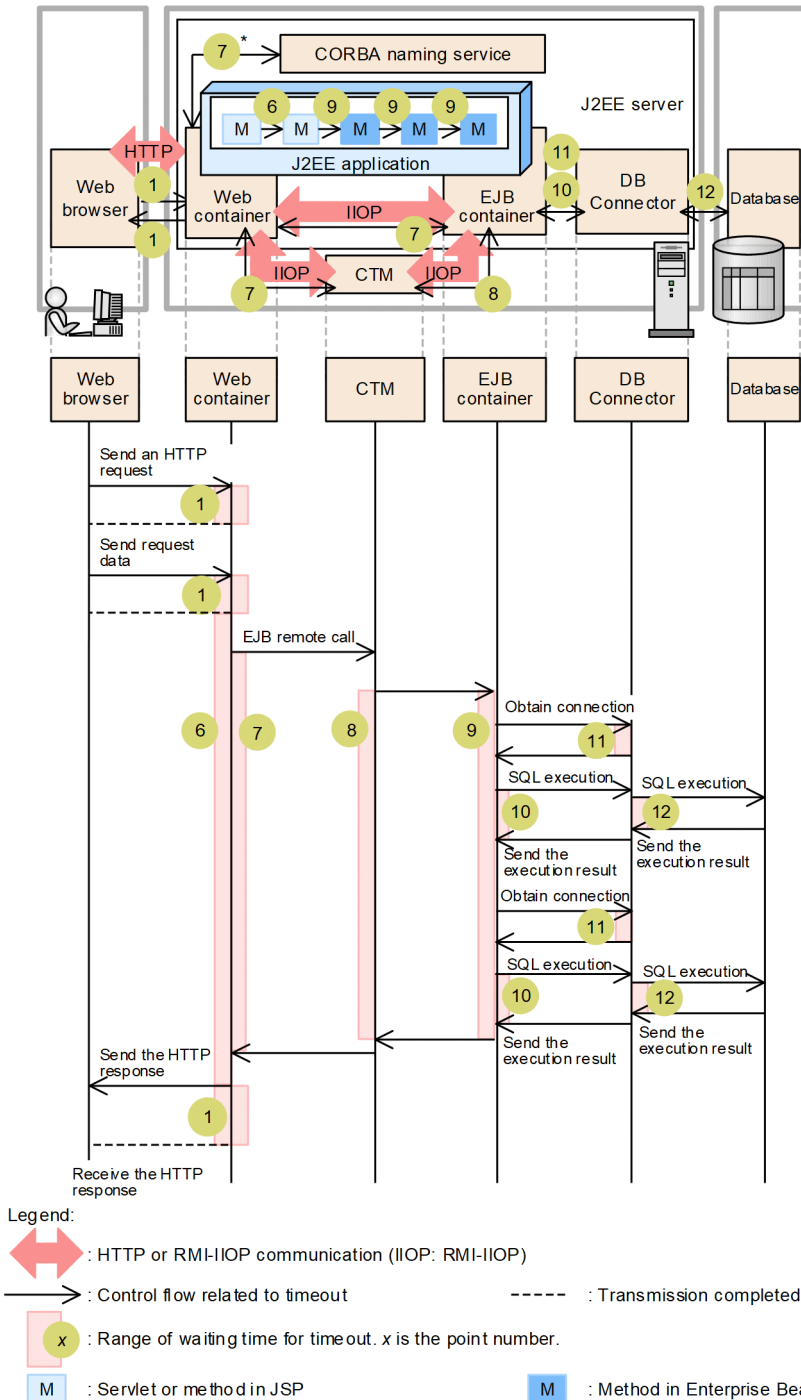 7 *
CORBA naming service
J2EE server
6 9 9 9
M M M M M
J2EE application
HTTP
1
1
Web
browser
Web
container
IIOP
7
EJB
container
11
10
DB
Connector
12
Database
IIOP
CTM
IIOP
7
8
Web
browser
Web
container
CTM
EJB
container
DB
Connector
Database
Send an HTTP
request
1
Send request
data
1
EJB remote call
6
7
8
9
Obtain connection
11
SQL execution
SQL execution
10
12
Send the
execution result
Send the
execution result
Obtain connection
11
SQL execution
SQL execution
10
12
Send the
execution result
Send the
execution result
Send the HTTP
response
1
Receive the HTTP
response
Legend:
: HTTP or RMI-IIOP communication (IIOP: RMI-IIOP)
: Control flow related to timeout
: Transmission completed
x : Range of waiting time for timeout. x is the point number.
M : Servlet or method in JSP
M : Method in Enterprise Bea